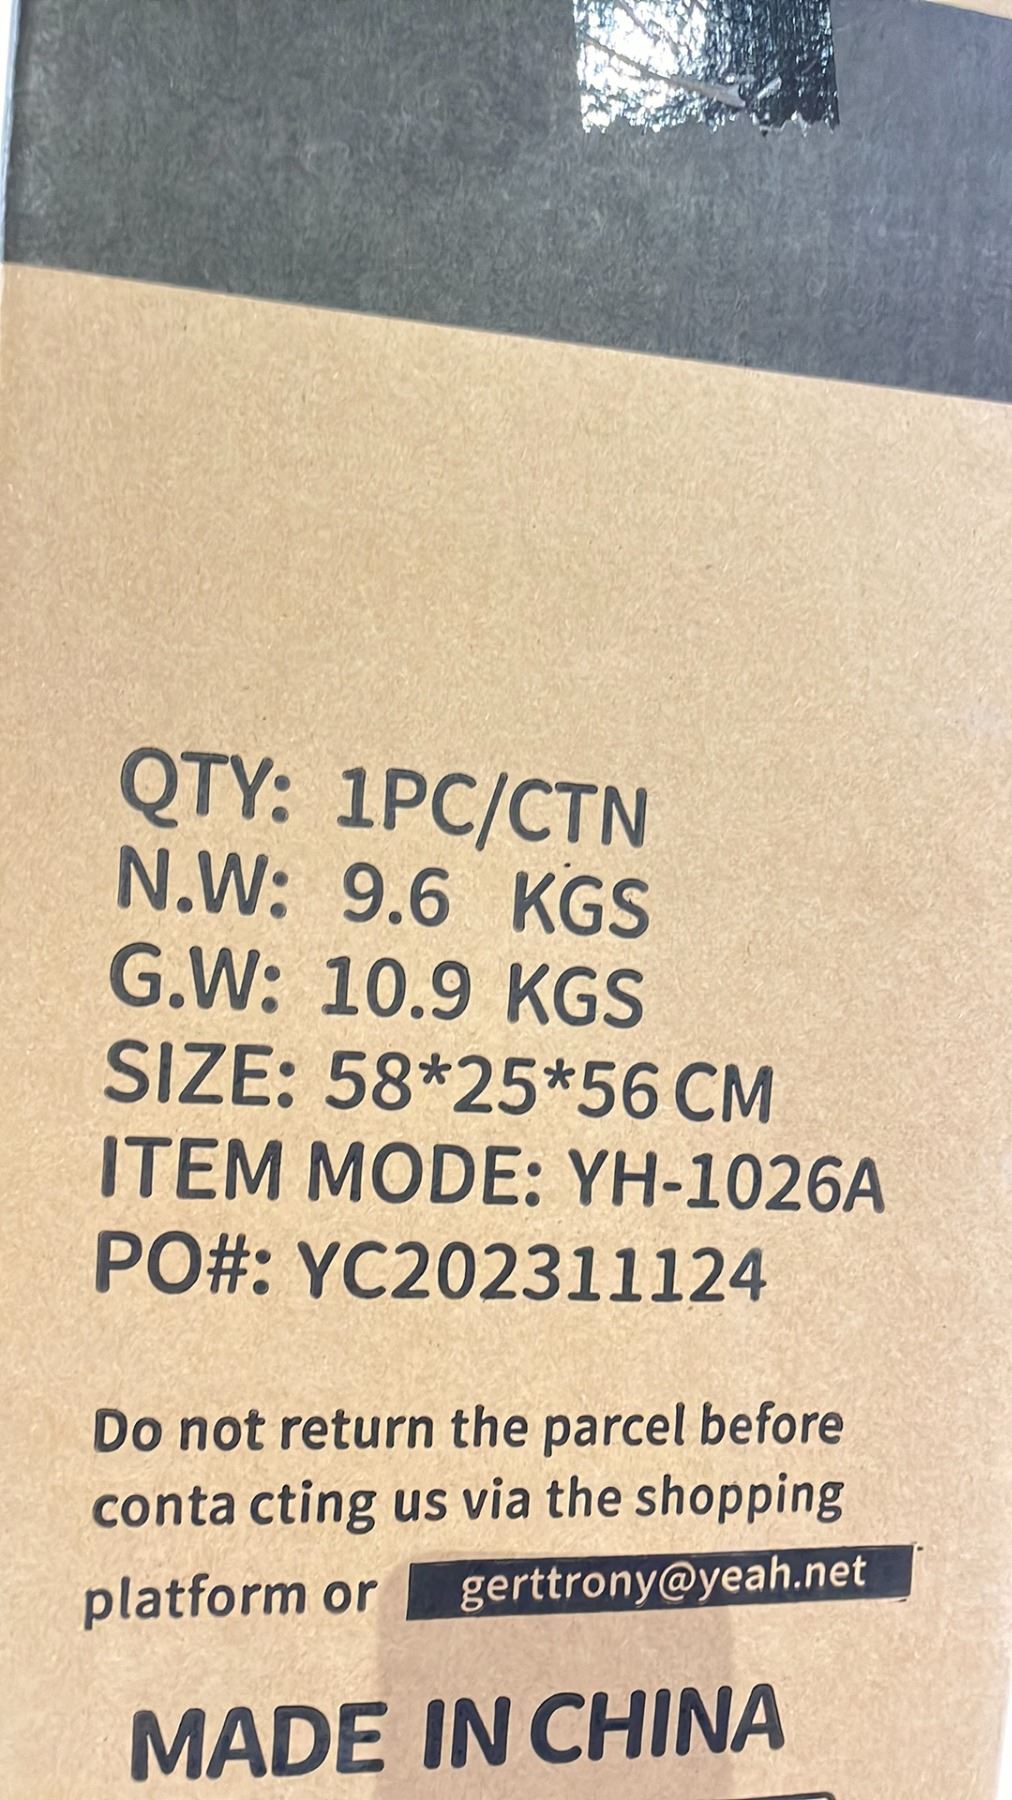 QTY: 1PC/CTN
N.W: 9.6 KGS
G.W: 10.9 KGS
SIZE: 58*25*56 CM
ITEM MODE: YH-1026A
PO#: YC202311124
Do not return the parcel before
conta cting us via the shopping
platform or gerttrony@yeah.net
MADE IN CHINA